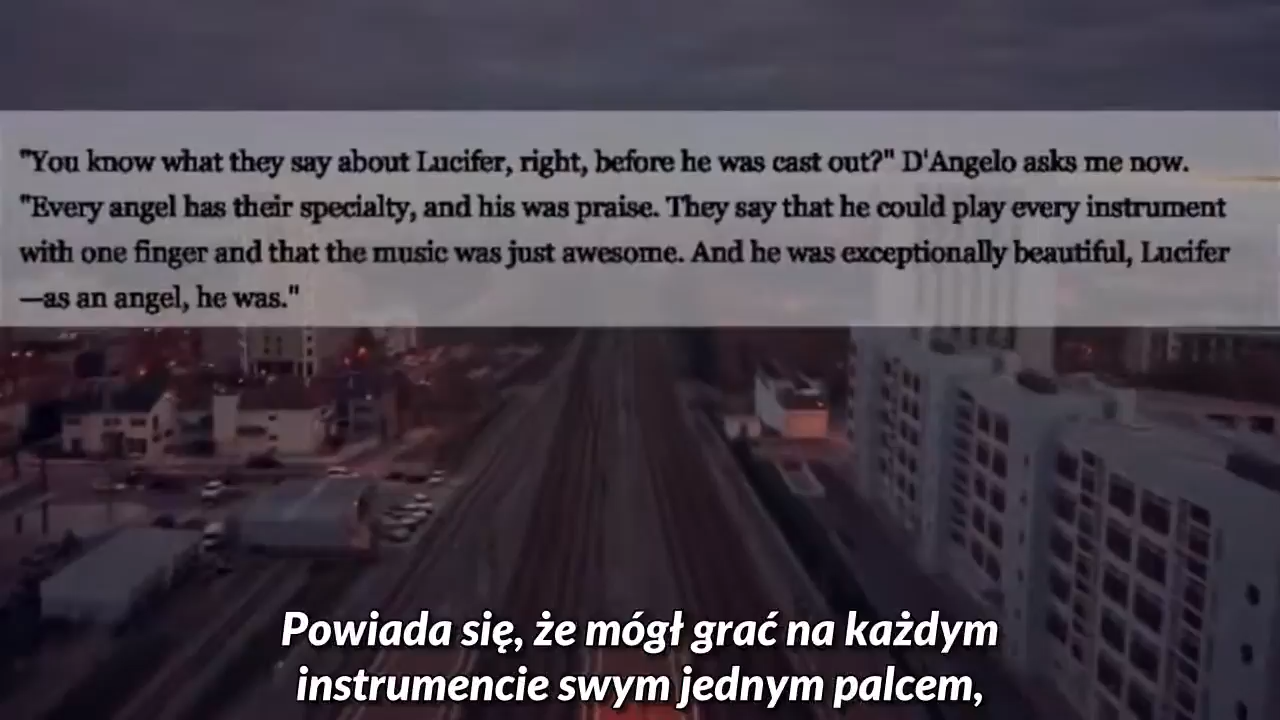 "You know what they say about Lucifer, right, before he was cast out?" D'Angelo asks me now.
"Every angel has their specialty, and his was praise. They say that he could play every instrument
with one finger and that the music was just awesome. And he was exceptionally beautiful, Lucifer
—as an angel, he was."
Powiada się, że mógł grać na każdym
instrumencie swym jednym palcem,